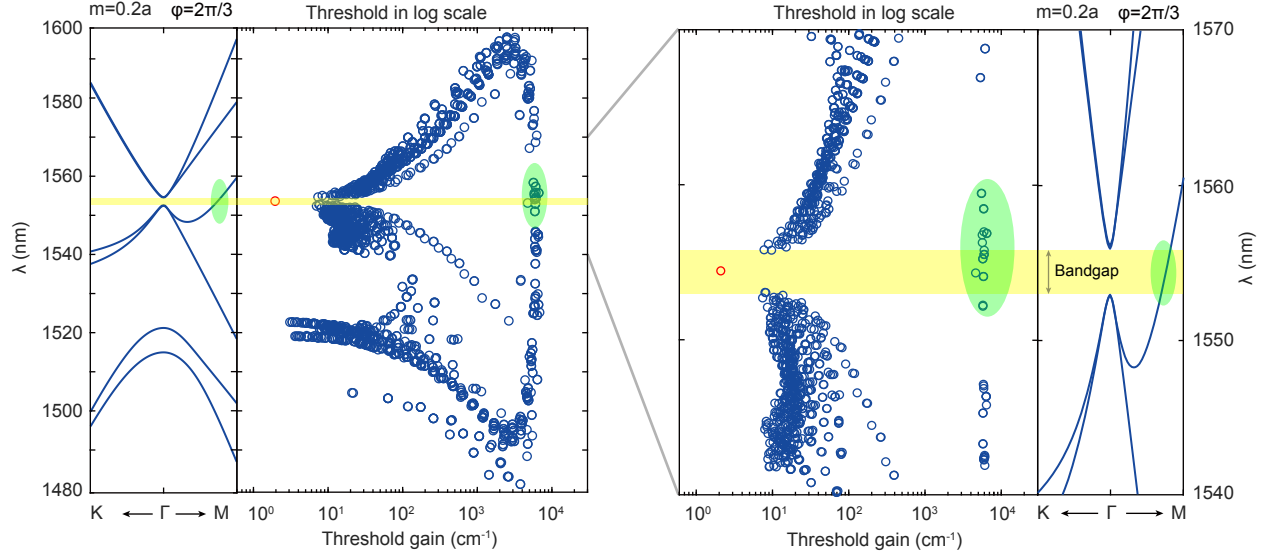 m=0.2a φ=2π/3
Threshold in log scale
Threshold in log scale
m=0.2a φ=2π/3
1600
1580
1560
1540
1520
1500
1480
λ (nm)
K ← Γ → M
10⁰ 10¹ 10² 10³ 10⁴
Threshold gain (cm⁻¹)
Bandgap
10⁰ 10¹ 10² 10³ 10⁴
Threshold gain (cm⁻¹)
K ← Γ → M
1570
1560
1550
1540
λ (nm)